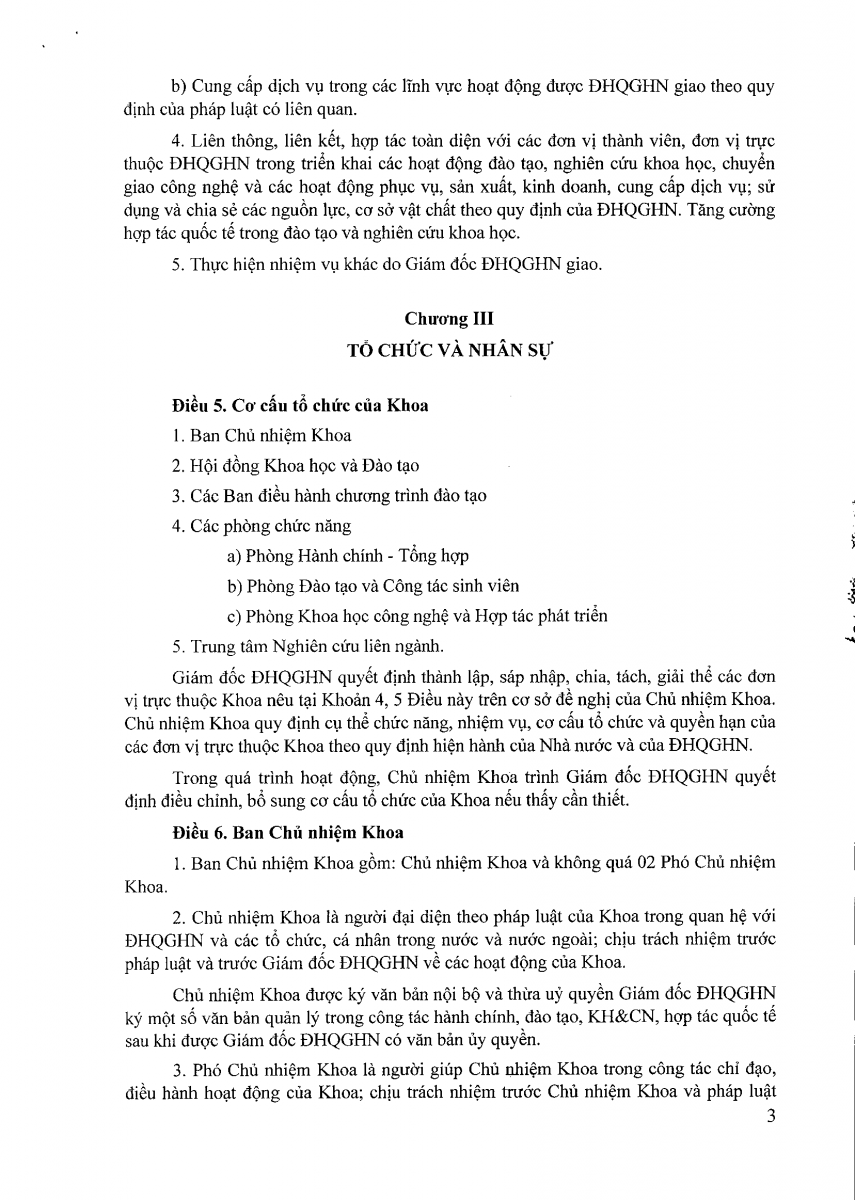 b) Cung cấp dịch vụ trong các lĩnh vực hoạt động được ĐHQGHN giao theo quy
định của pháp luật có liên quan.
4. Liên thông, liên kết, hợp tác toàn diện với các đơn vị thành viên, đơn vị trực
thuộc ĐHQGHN trong triển khai các hoạt động đào tạo, nghiên cứu khoa học, chuyển
giao công nghệ và các hoạt động phục vụ, sản xuất, kinh doanh, cung cấp dịch vụ; sử
dụng và chia sẻ các nguồn lực, cơ sở vật chất theo quy định của ĐHQGHN. Tăng cường
hợp tác quốc tế trong đào tạo và nghiên cứu khoa học.
5. Thực hiện nhiệm vụ khác do Giám đốc ĐHQGHN giao.
Chương III
TỔ CHỨC VÀ NHÂN SỰ
Điều 5. Cơ cấu tổ chức của Khoa
1. Ban Chủ nhiệm Khoa
2. Hội đồng Khoa học và Đào tạo
3. Các Ban điều hành chương trình đào tạo
4. Các phòng chức năng
a) Phòng Hành chính - Tổng hợp
b) Phòng Đào tạo và Công tác sinh viên
c) Phòng Khoa học công nghệ và Hợp tác phát triển
5. Trung tâm Nghiên cứu liên ngành.
Giám đốc ĐHQGHN quyết định thành lập, sáp nhập, chia, tách, giải thể các đơn
vị trực thuộc Khoa nêu tại Khoản 4, 5 Điều này trên cơ sở đề nghị của Chủ nhiệm Khoa.
Chủ nhiệm Khoa quy định cụ thể chức năng, nhiệm vụ, cơ cấu tổ chức và quyền hạn của
các đơn vị trực thuộc Khoa theo quy định hiện hành của Nhà nước và của ĐHQGHN.
Trong quá trình hoạt động, Chủ nhiệm Khoa trình Giám đốc ĐHQGHN quyết
định điều chỉnh, bổ sung cơ cấu tổ chức của Khoa nếu thấy cần thiết.
Điều 6. Ban Chủ nhiệm Khoa
1. Ban Chủ nhiệm Khoa gồm: Chủ nhiệm Khoa và không quá 02 Phó Chủ nhiệm
Khoa.
2. Chủ nhiệm Khoa là người đại diện theo pháp luật của Khoa trong quan hệ với
ĐHQGHN và các tổ chức, cá nhân trong nước và nước ngoài; chịu trách nhiệm trước
pháp luật và trước Giám đốc ĐHQGHN về các hoạt động của Khoa.
Chủ nhiệm Khoa được ký văn bản nội bộ và thừa uỷ quyền Giám đốc ĐHQGHN
ký một số văn bản quản lý trong công tác hành chính, đào tạo, KH&CN, hợp tác quốc tế
sau khi được Giám đốc ĐHQGHN có văn bản ủy quyền.
3. Phó Chủ nhiệm Khoa là người giúp Chủ nhiệm Khoa trong công tác chỉ đạo,
điều hành hoạt động của Khoa; chịu trách nhiệm trước Chủ nhiệm Khoa và pháp luật
3